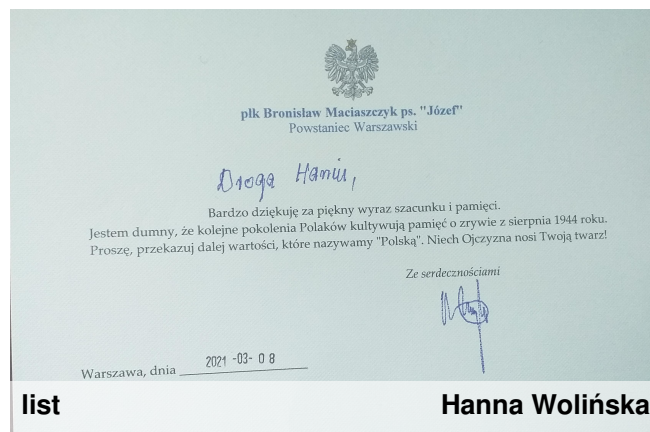 płk Bronisław Maciaszczyk ps. "Józef"
Powstaniec Warszawski
Droga Haniu,
Bardzo dziękuję za piękny wyraz szacunku i pamięci.
Jestem dumny, że kolejne pokolenia Polaków kultywują pamięć o zrywie z sierpnia 1944 roku.
Proszę, przekazuj dalej wartości, które nazywamy "Polską". Niech Ojczyzna nosi Twoją twarz!
Ze serdecznościami
Warszawa, dnia 2021 -03- 08
list Hanna Wolińska